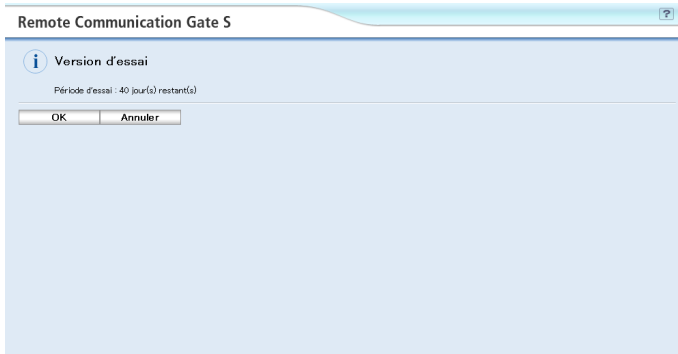 Remote Communication Gate S
?
i Version d'essai
Période d'essai : 40 jour(s) restant(s)
OK Annuler